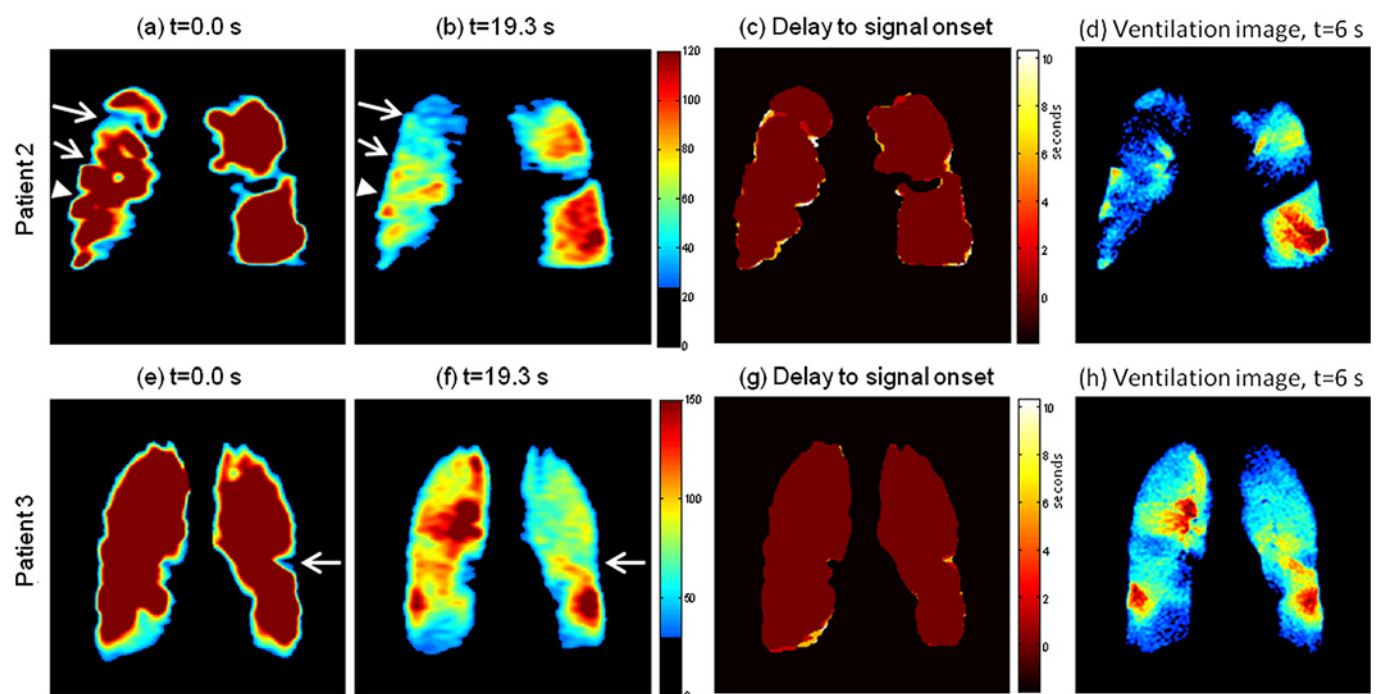 (a) t=0.0 s
(b) t=19.3 s
(c) Delay to signal onset
(d) Ventilation image, t=6 s
Patient 2
120
100
80
60
40
20
0
10
8
6
4
2
0
seconds
(e) t=0.0 s
(f) t=19.3 s
(g) Delay to signal onset
(h) Ventilation image, t=6 s
Patient 3
150
100
50
0
10
8
6
4
2
0
seconds